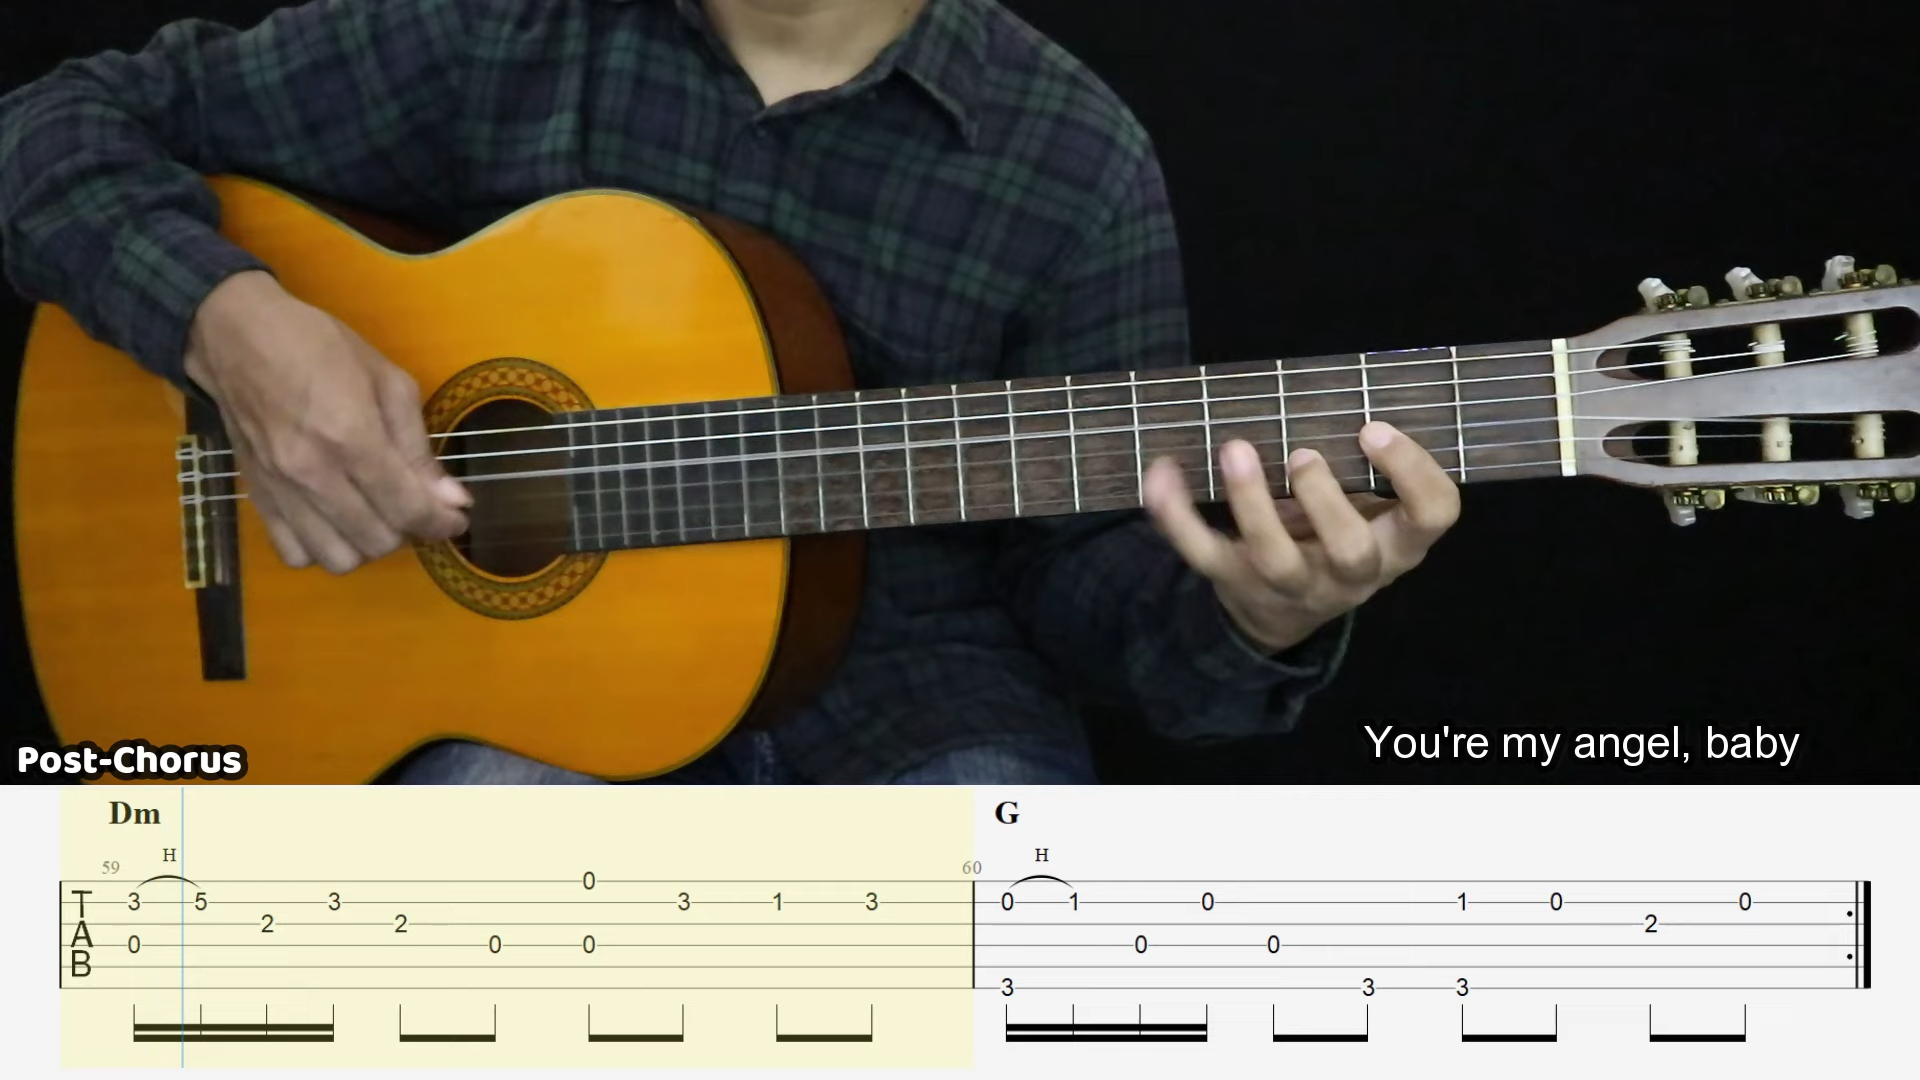 You're my angel, baby
Post-Chorus
Dm G
H H
59 60
0
T 3 5 3 3 1 3 0 1 0 1 0 0
2 2 2
A 0 0 0 0 0
B
3 3 3